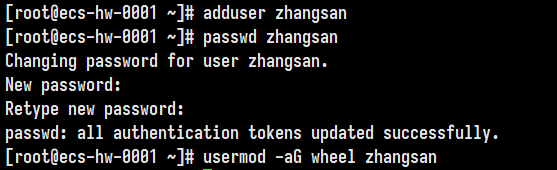 [root@ecs-hw-0001 ~]# adduser zhangsan
[root@ecs-hw-0001 ~]# passwd zhangsan
Changing password for user zhangsan.
New password:
Retype new password:
passwd: all authentication tokens updated successfully.
[root@ecs-hw-0001 ~]# usermod -aG wheel zhangsan